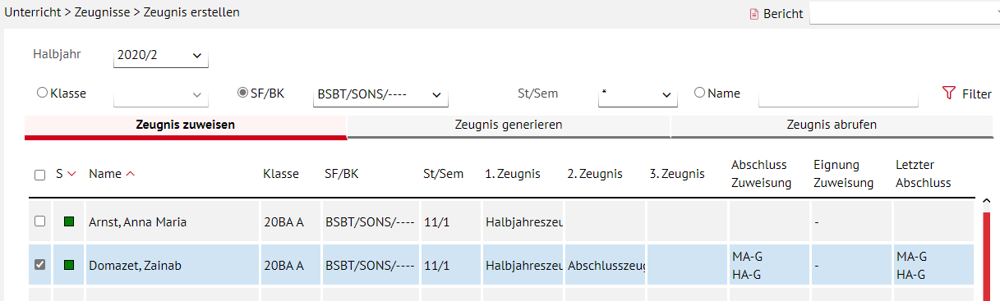 Unterricht > Zeugnisse > Zeugnis erstellen
Bericht
Halbjahr 2020/2
Klasse SF/BK BSBT/SONS/---- St/Sem * Name Filter
Zeugnis zuweisen Zeugnis generieren Zeugnis abrufen
S Name Klasse SF/BK St/Sem 1. Zeugnis 2. Zeugnis 3. Zeugnis Abschluss Zuweisung Eignung Zuweisung Letzter Abschluss
Arnst, Anna Maria 20BA A BSBT/SONS/---- 11/1 Halbjahreszeu -
Domazet, Zainab 20BA A BSBT/SONS/---- 11/1 Halbjahreszeu Abschlusszeug MA-G HA-G - MA-G HA-G